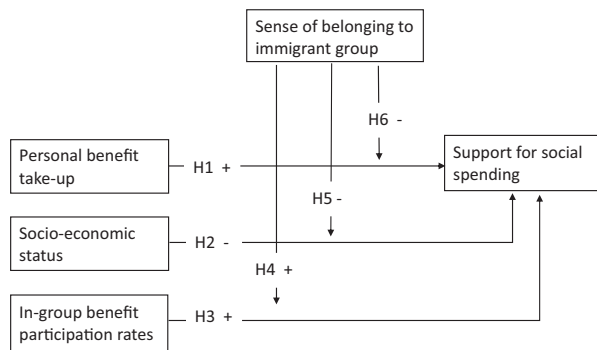 Sense of belonging to
immigrant group
H6 -
Personal benefit
take-up
H1 +
Support for social
spending
H5 -
Socio-economic
status
H2 -
H4 +
In-group benefit
participation rates
H3 +